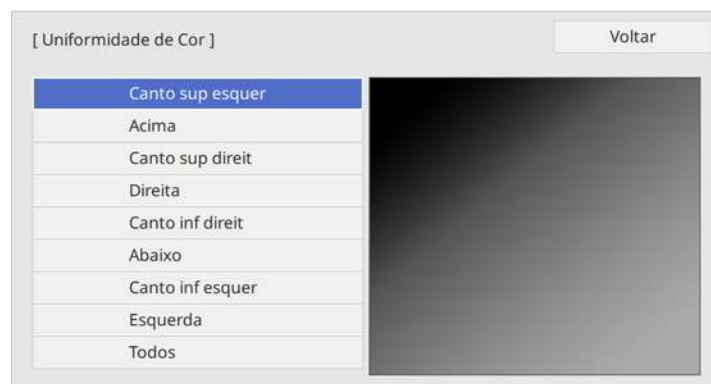 [ Uniformidade de Cor ]
Voltar
Canto sup esquer
Acima
Canto sup direit
Direita
Canto inf direit
Abaixo
Canto inf esquer
Esquerda
Todos